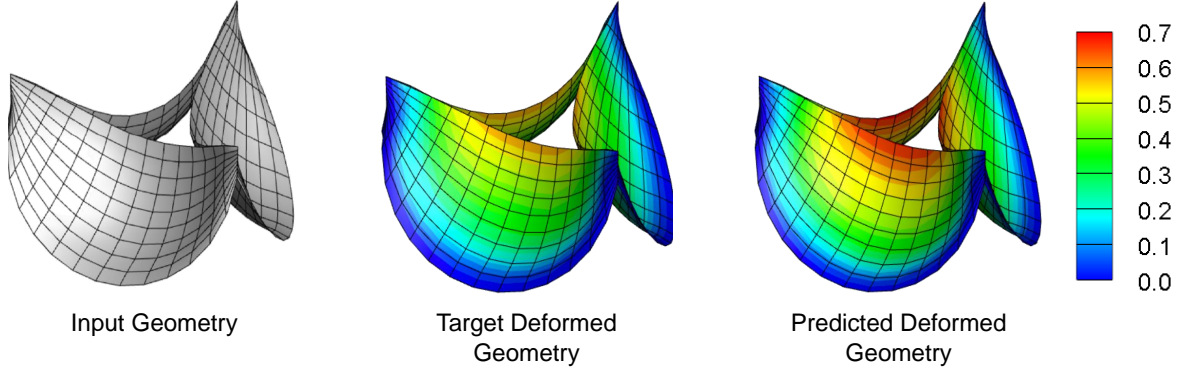 0.7
0.6
0.5
0.4
0.3
0.2
0.1
0.0
Input Geometry
Target Deformed
Geometry
Predicted Deformed
Geometry